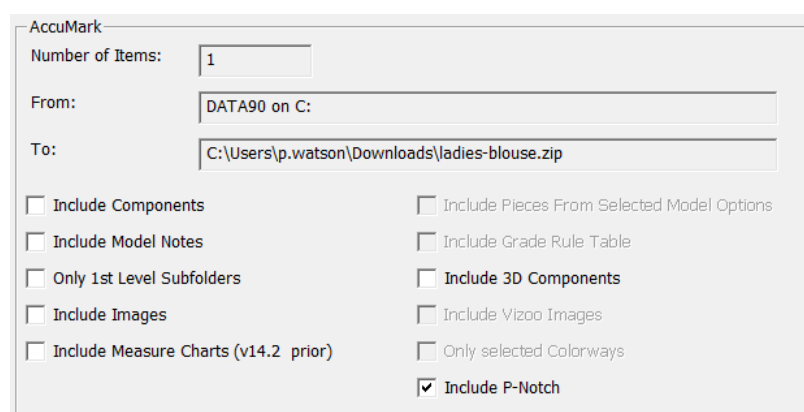 AccuMark
Number of Items: 1
From: DATA90 on C:
To: C:\Users\p.watson\Downloads\ladies-blouse.zip
Include Components Include Pieces From Selected Model Options
Include Model Notes Include Grade Rule Table
Only 1st Level Subfolders Include 3D Components
Include Images Include Vizoo Images
Include Measure Charts (v14.2 prior) Only selected Colorways
Include P-Notch